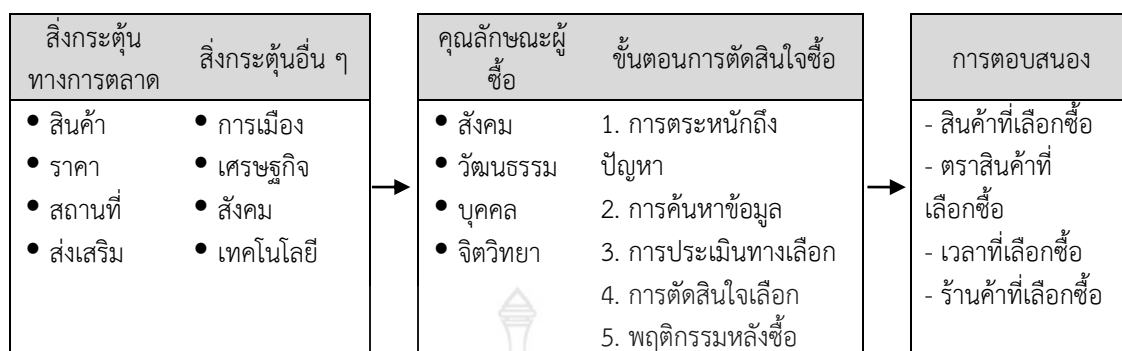 สิ่งกระตุ้น
ทางการตลาด
สิ่งกระตุ้นอื่น ๆ
● สินค้า
● ราคา
● สถานที่
● ส่งเสริม
● การเมือง
● เศรษฐกิจ
● สังคม
● เทคโนโลยี
คุณลักษณะผู้
ซื้อ
ขั้นตอนการตัดสินใจซื้อ
● สังคม
● วัฒนธรรม
● บุคคล
● จิตวิทยา
1. การตระหนักถึง
ปัญหา
2. การค้นหาข้อมูล
3. การประเมินทางเลือก
4. การตัดสินใจเลือก
5. พฤติกรรมหลังซื้อ
การตอบสนอง
- สินค้าที่เลือกซื้อ
- ตราสินค้าที่
เลือกซื้อ
- เวลาที่เลือกซื้อ
- ร้านค้าที่เลือกซื้อ